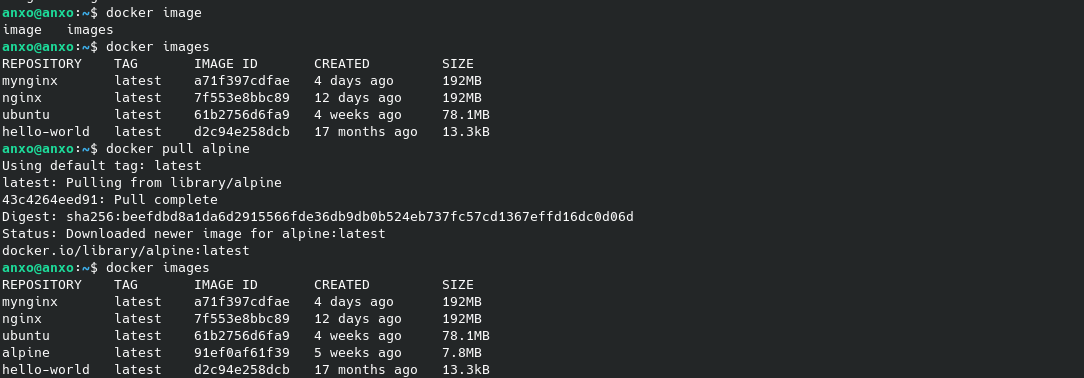 anxo@anxo:~$ docker image
image   images
anxo@anxo:~$ docker images
REPOSITORY    TAG       IMAGE ID       CREATED         SIZE
mynginx       latest    a71f397cdfae   4 days ago      192MB
nginx         latest    7f553e8bbc89   12 days ago     192MB
ubuntu        latest    61b2756d6fa9   4 weeks ago     78.1MB
hello-world   latest    d2c94e258dcb   17 months ago   13.3kB
anxo@anxo:~$ docker pull alpine
Using default tag: latest
latest: Pulling from library/alpine
43c4264eed91: Pull complete
Digest: sha256:beefdbd8a1da6d2915566fde36db9db0b524eb737fc57cd1367effd16dc0d06d
Status: Downloaded newer image for alpine:latest
docker.io/library/alpine:latest
anxo@anxo:~$ docker images
REPOSITORY    TAG       IMAGE ID       CREATED         SIZE
mynginx       latest    a71f397cdfae   4 days ago      192MB
nginx         latest    7f553e8bbc89   12 days ago     192MB
ubuntu        latest    61b2756d6fa9   4 weeks ago     78.1MB
alpine        latest    91ef0af61f39   5 weeks ago     7.8MB
hello-world   latest    d2c94e258dcb   17 months ago   13.3kB